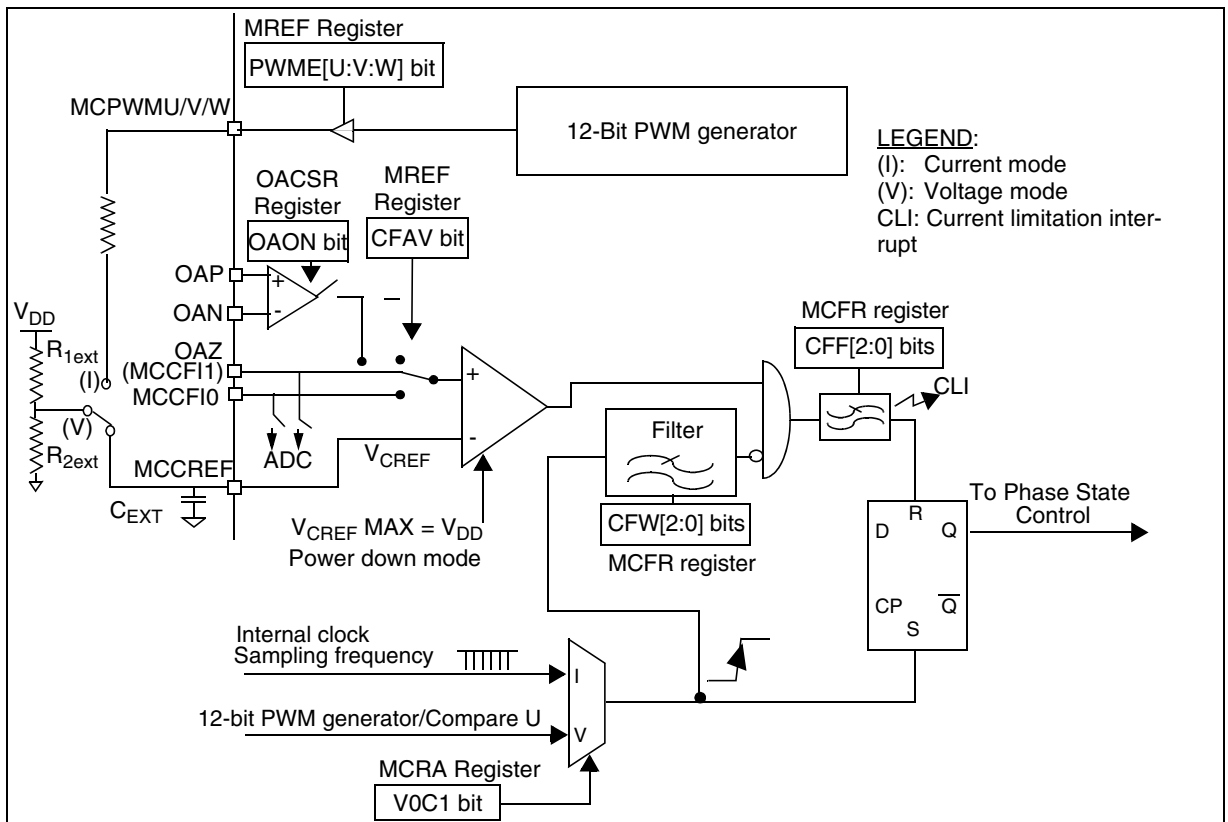 MREF Register
PWME[U:V:W] bit
MCPWMU/V/W
12-Bit PWM generator
LEGEND:
(I): Current mode
(V): Voltage mode
CLI: Current limitation inter-
rupt
OACSR
Register
OAON bit
MREF
Register
CFAV bit
OAP
+
OAN
-
VDD
R1ext
(I)
(V)
R2ext
OAZ
(MCCFI1)
MCCFI0
ADC
MCCREF
CEXT
VCREF
+
-
VCREF MAX = VDD
Power down mode
MCFR register
CFF[2:0] bits
CLI
Filter
CFW[2:0] bits
MCFR register
R
D Q
CP Q
S
To Phase State
Control
Internal clock
Sampling frequency
I
12-bit PWM generator/Compare U
V
MCRA Register
V0C1 bit